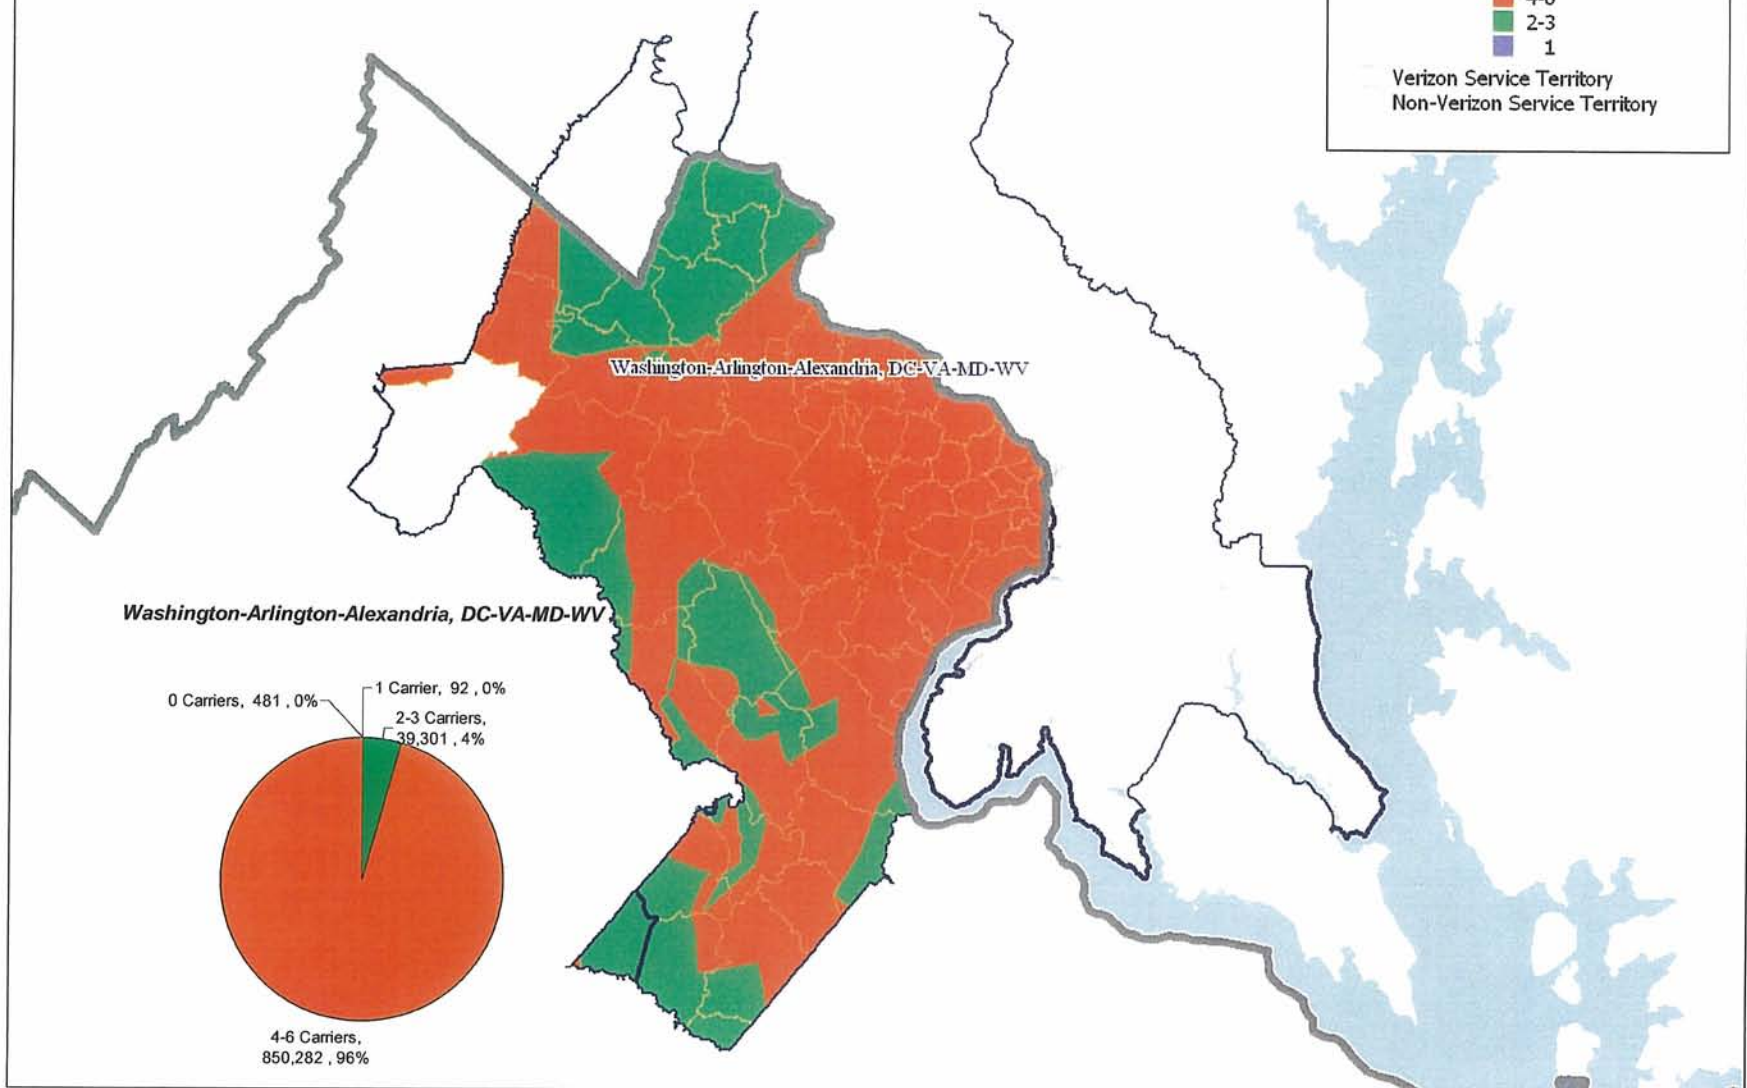 2-3
1
Verizon Service Territory
Non-Verizon Service Territory
Washington-Arlington-Alexandria, DC-VA-MD-WV
Washington-Arlington-Alexandria, DC-VA-MD-WV
0 Carriers, 481 , 0%
1 Carrier, 92 , 0%
2-3 Carriers,
39,301 , 4%
4-6 Carriers,
850,282 , 96%